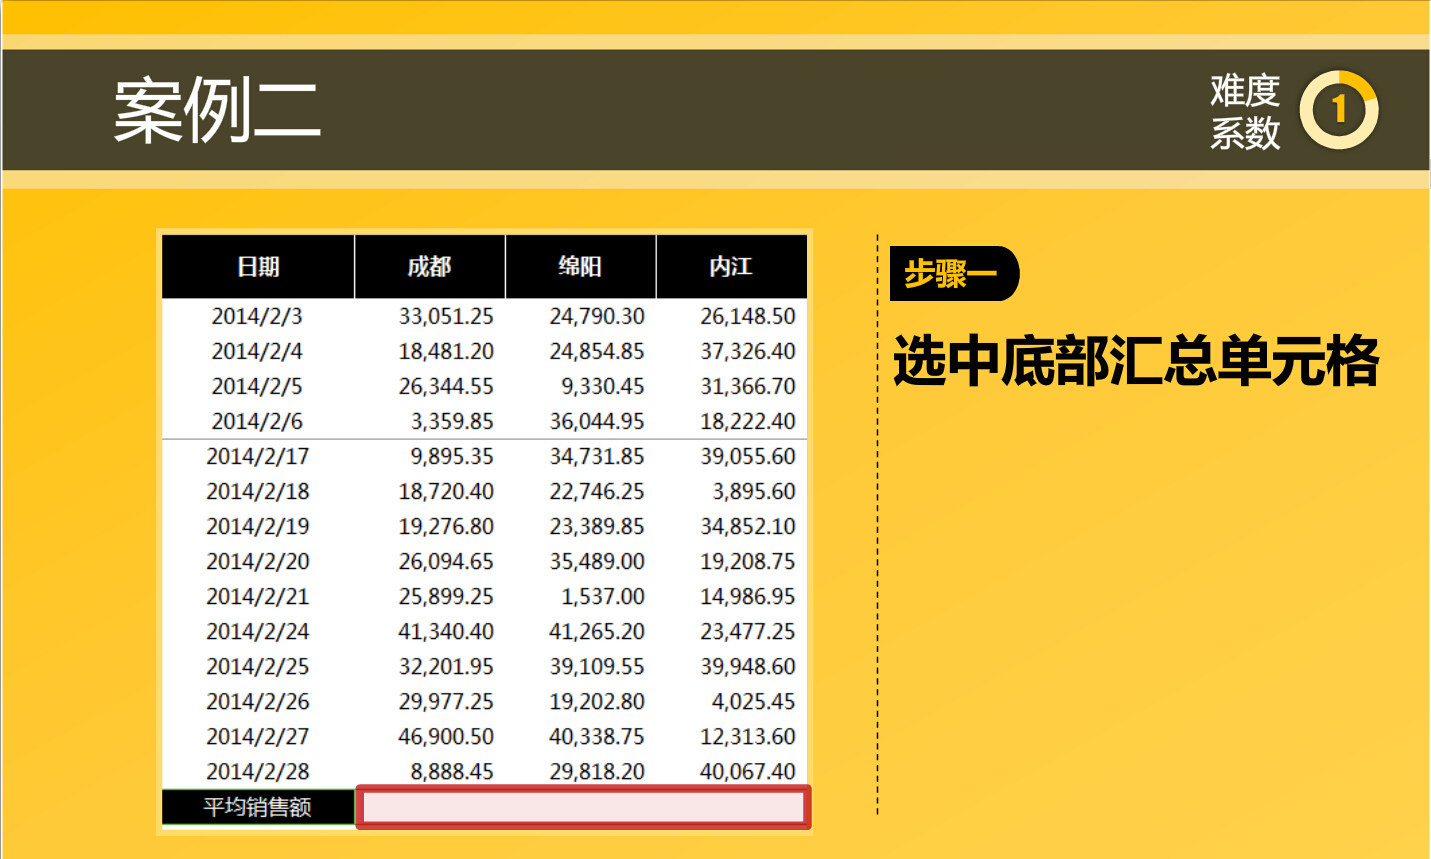 案例二
难度
系数
1
日期 成都 绵阳 内江
2014/2/3 33,051.25 24,790.30 26,148.50
2014/2/4 18,481.20 24,854.85 37,326.40
2014/2/5 26,344.55 9,330.45 31,366.70
2014/2/6 3,359.85 36,044.95 18,222.40
2014/2/17 9,895.35 34,731.85 39,055.60
2014/2/18 18,720.40 22,746.25 3,895.60
2014/2/19 19,276.80 23,389.85 34,852.10
2014/2/20 26,094.65 35,489.00 19,208.75
2014/2/21 25,899.25 1,537.00 14,986.95
2014/2/24 41,340.40 41,265.20 23,477.25
2014/2/25 32,201.95 39,109.55 39,948.60
2014/2/26 29,977.25 19,202.80 4,025.45
2014/2/27 46,900.50 40,338.75 12,313.60
2014/2/28 8,888.45 29,818.20 40,067.40
平均销售额
步骤一
选中底部汇总单元格